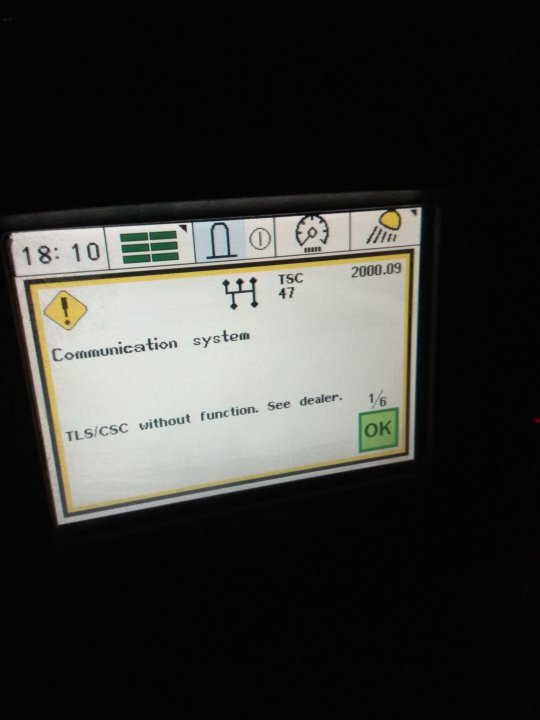 18:10
TSC
47
2000.09
Communication system
TLS/CSC without function. See dealer.
1/6
OK